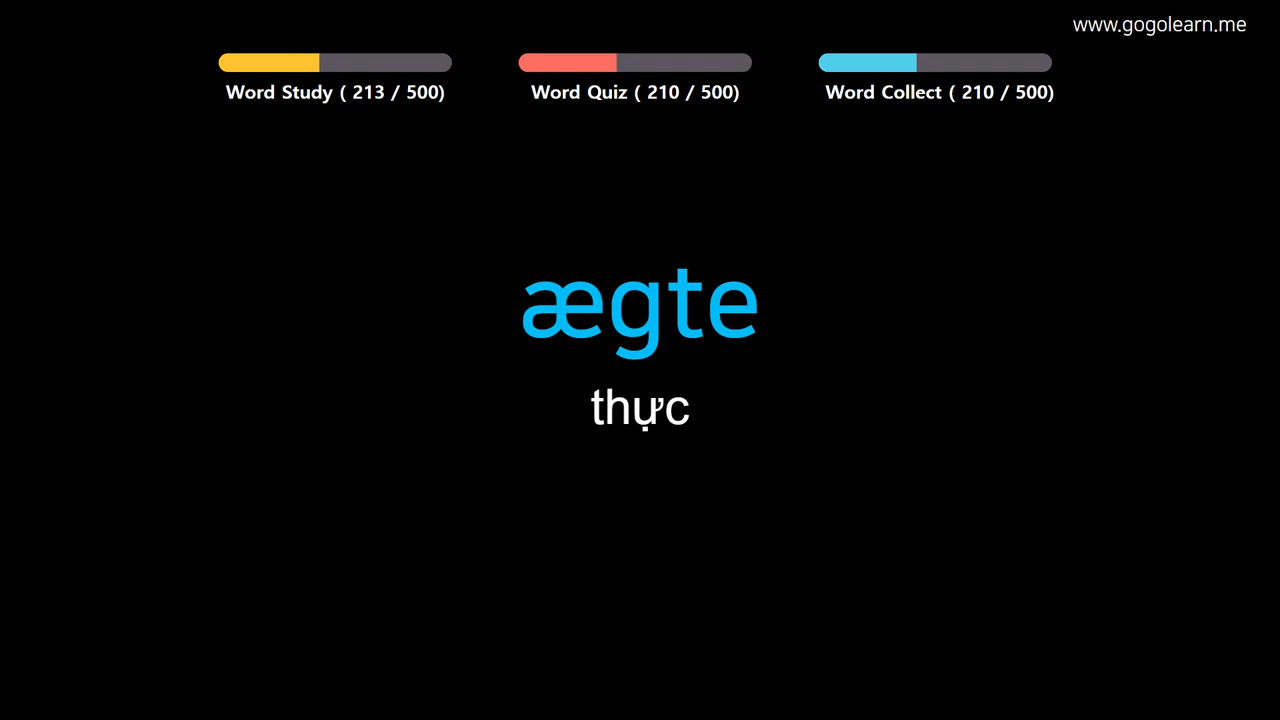 www.gogolearn.me
Word Study ( 213 / 500)
Word Quiz ( 210 / 500)
Word Collect ( 210 / 500)
ægte
thực